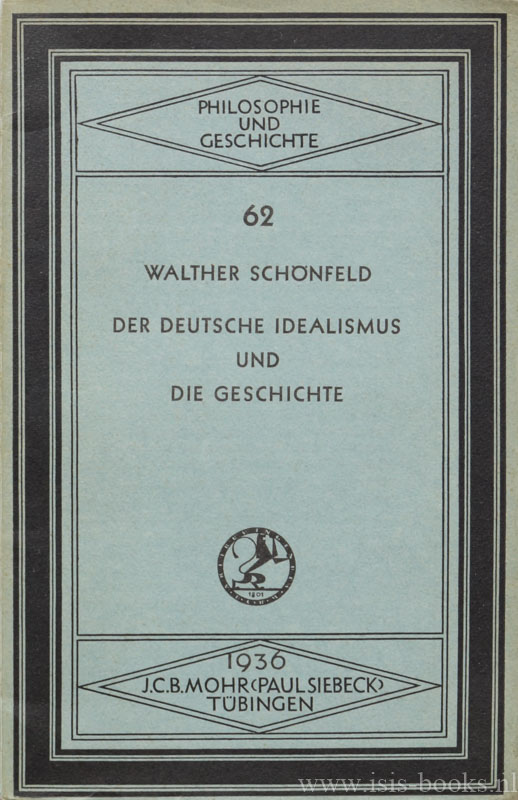 PHILOSOPHIE
UND
GESCHICHTE
62
WALTHER SCHÖNFELD
DER DEUTSCHE IDEALISMUS
UND
DIE GESCHICHTE
1801
1936
J.C.B.MOHR(PAUL SIEBECK)
TÜBINGEN
www.isis-books.nl